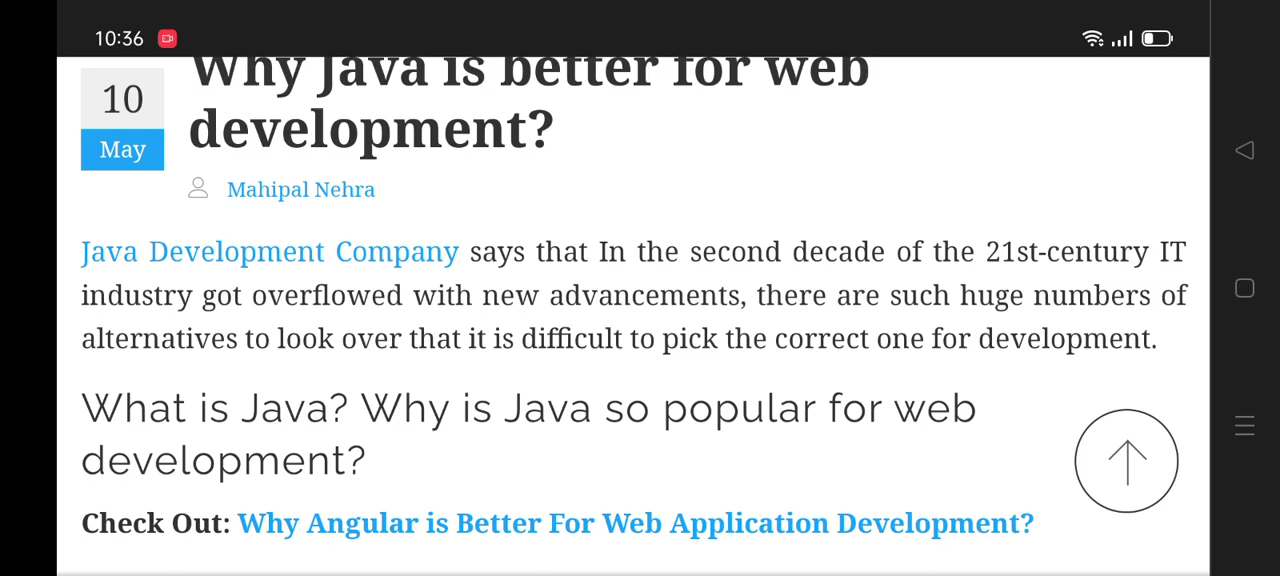 10:36
Why Java is better for web
development?
10
May
Mahipal Nehra
Java Development Company says that In the second decade of the 21st-century IT
industry got overflowed with new advancements, there are such huge numbers of
alternatives to look over that it is difficult to pick the correct one for development.
What is Java? Why is Java so popular for web
development?
Check Out: Why Angular is Better For Web Application Development?